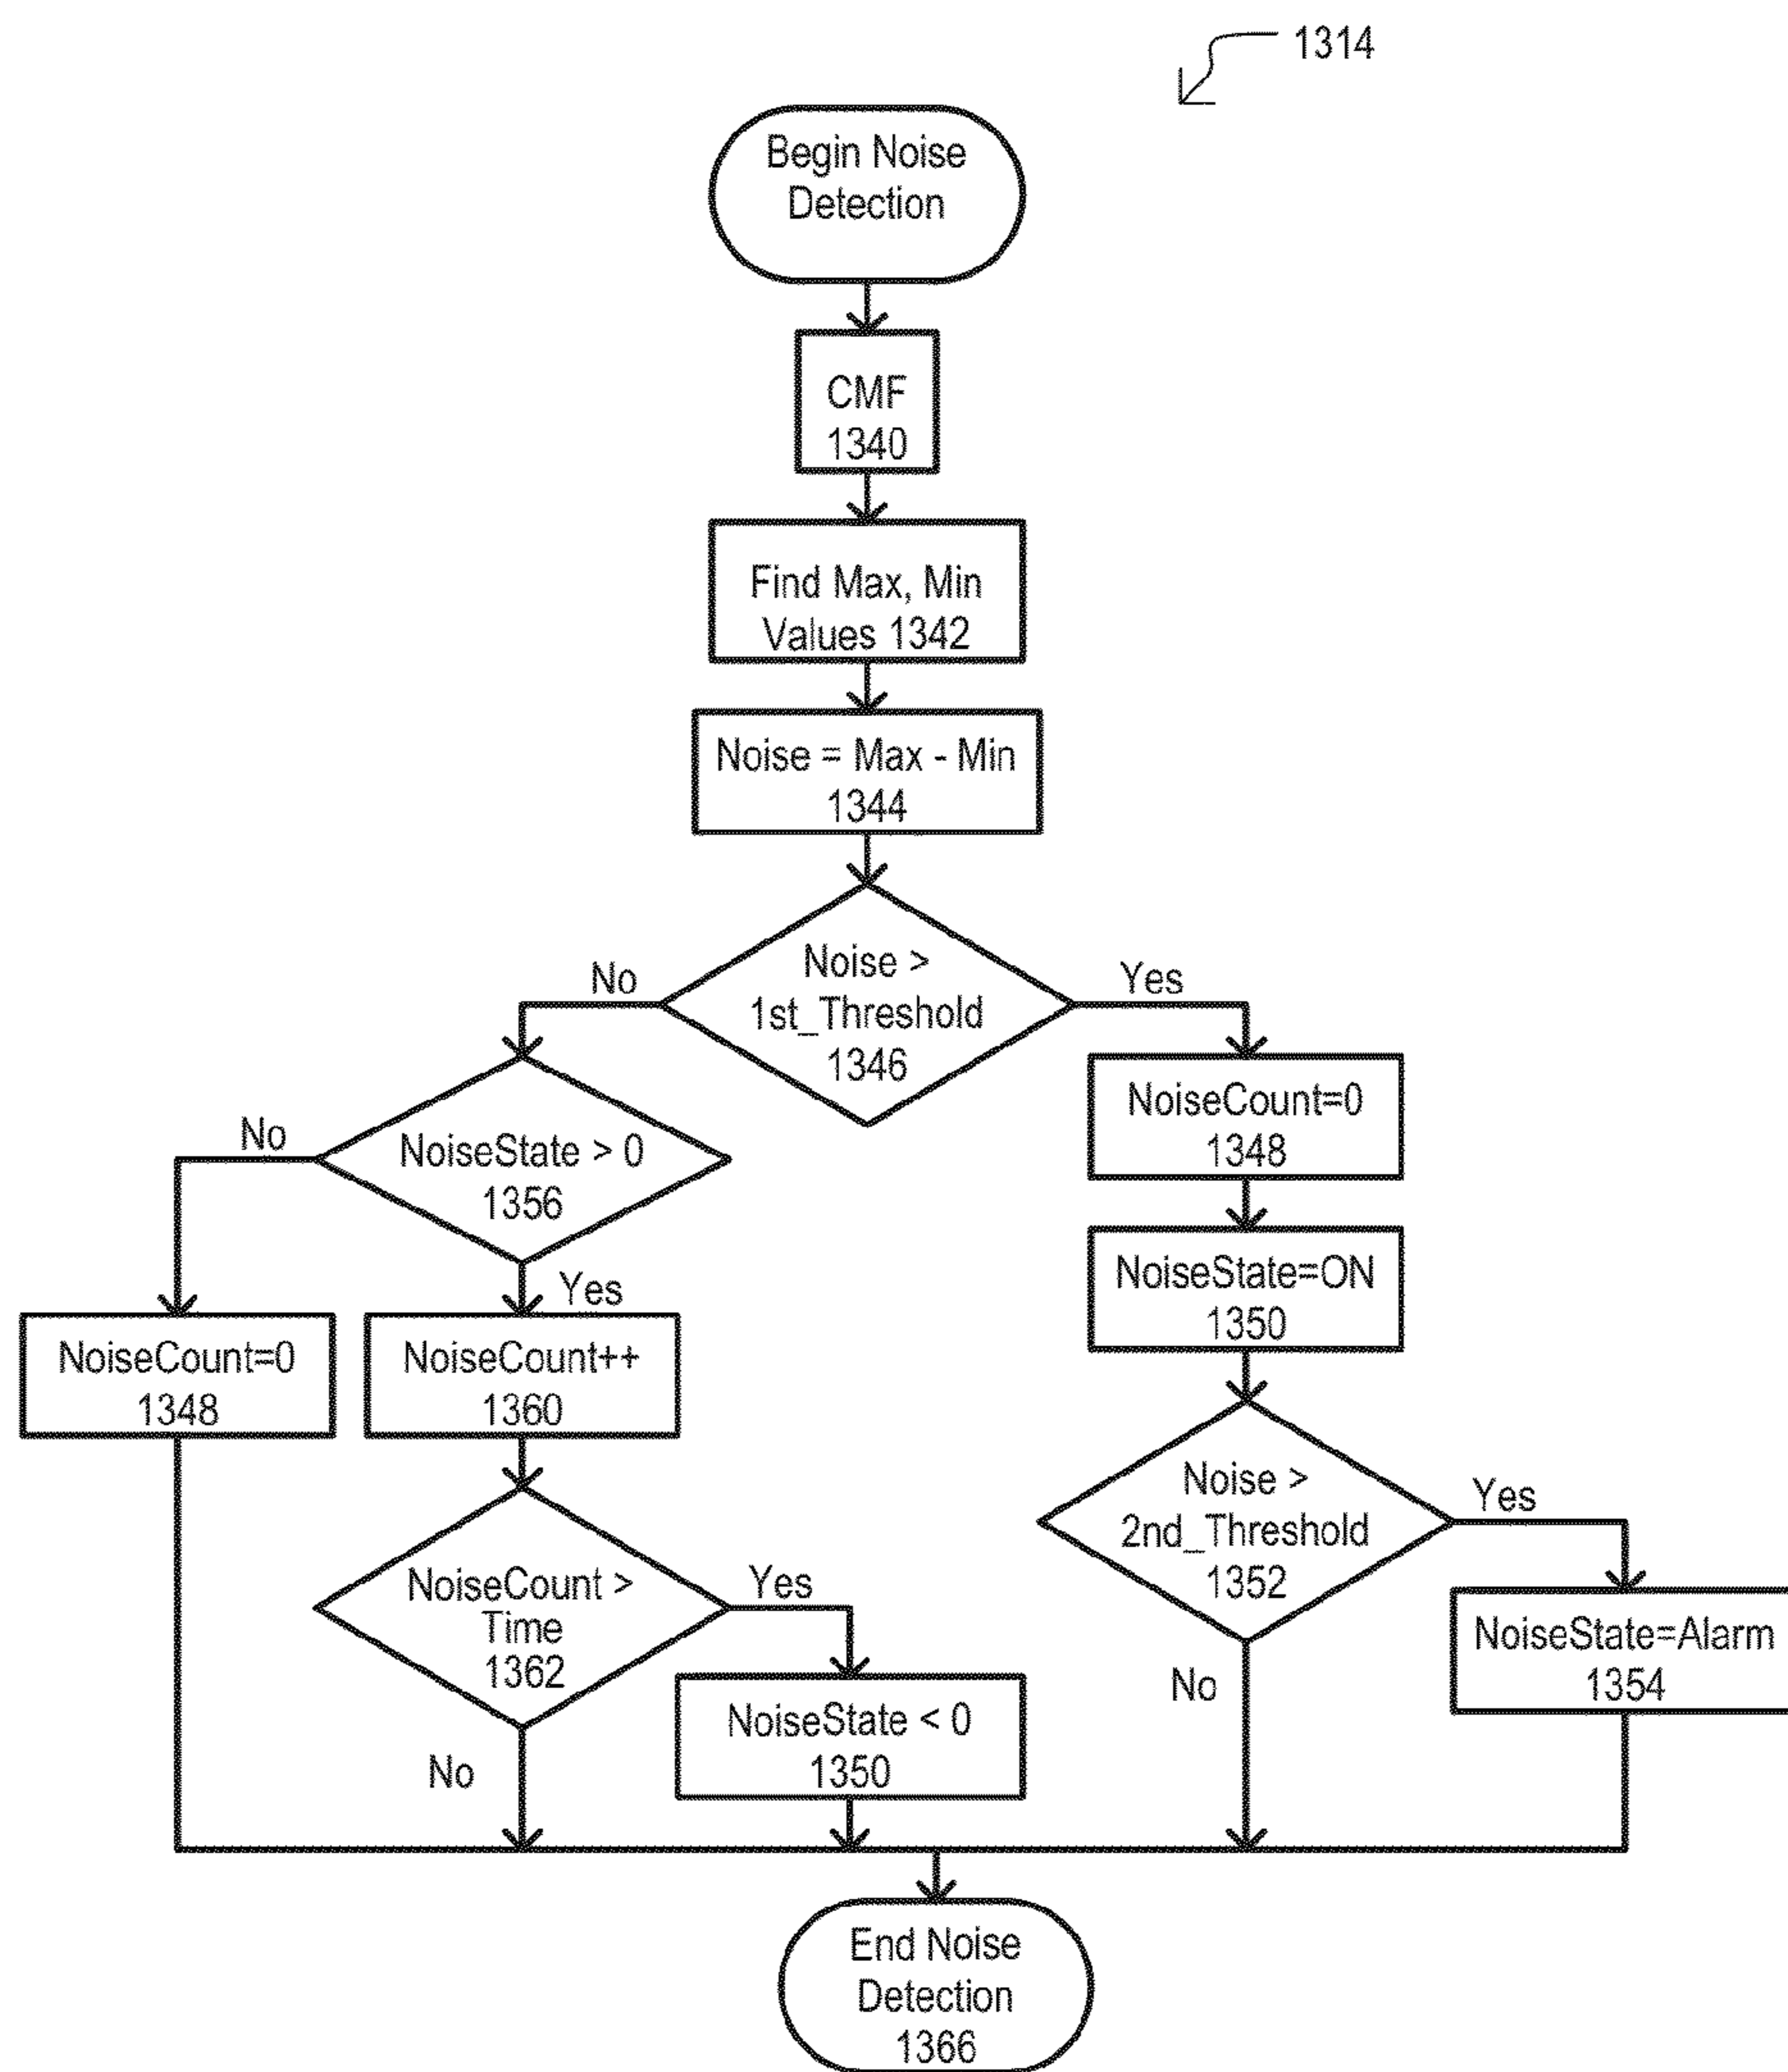 1314
Begin Noise
Detection
CMF
1340
Find Max, Min
Values 1342
Noise = Max - Min
1344
Noise >
1st_Threshold
1346
No
Yes
NoiseState > 0
1356
No
Yes
NoiseCount=0
1348
NoiseCount++
1360
NoiseCount >
Time
1362
Yes
No
NoiseState < 0
1350
NoiseCount=0
1348
NoiseState=ON
1350
Noise >
2nd_Threshold
1352
Yes
No
NoiseState=Alarm
1354
End Noise
Detection
1366